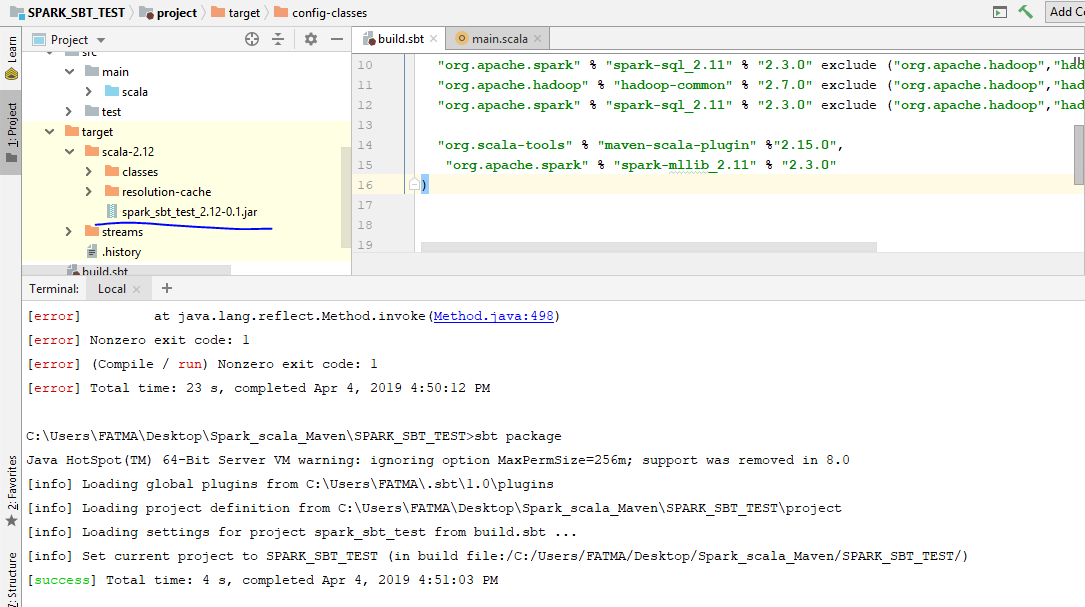 SPARK_SBT_TEST project target config-classes Add Co
Learn
1: Project
2: Favorites
Z: Structure
Project
src
main
scala
test
target
scala-2.12
classes
resolution-cache
spark_sbt_test_2.12-0.1.jar
streams
.history
build.sbt
build.sbt main.scala
10 "org.apache.spark" % "spark-sql_2.11" % "2.3.0" exclude ("org.apache.hadoop","had
11 "org.apache.hadoop" % "hadoop-common" % "2.7.0" exclude ("org.apache.hadoop","had
12 "org.apache.spark" % "spark-sql_2.11" % "2.3.0" exclude ("org.apache.hadoop","had
13
14 "org.scala-tools" % "maven-scala-plugin" %"2.15.0",
15 "org.apache.spark" % "spark-mllib_2.11" % "2.3.0"
16 )
17
18
19
Terminal: Local +
[error] at java.lang.reflect.Method.invoke(Method.java:498)
[error] Nonzero exit code: 1
[error] (Compile / run) Nonzero exit code: 1
[error] Total time: 23 s, completed Apr 4, 2019 4:50:12 PM
C:\Users\FATMA\Desktop\Spark_scala_Maven\SPARK_SBT_TEST>sbt package
Java HotSpot(TM) 64-Bit Server VM warning: ignoring option MaxPermSize=256m; support was removed in 8.0
[info] Loading global plugins from C:\Users\FATMA\.sbt\1.0\plugins
[info] Loading project definition from C:\Users\FATMA\Desktop\Spark_scala_Maven\SPARK_SBT_TEST\project
[info] Loading settings for project spark_sbt_test from build.sbt ...
[info] Set current project to SPARK_SBT_TEST (in build file:/C:/Users/FATMA/Desktop/Spark_scala_Maven/SPARK_SBT_TEST/)
[success] Total time: 4 s, completed Apr 4, 2019 4:51:03 PM